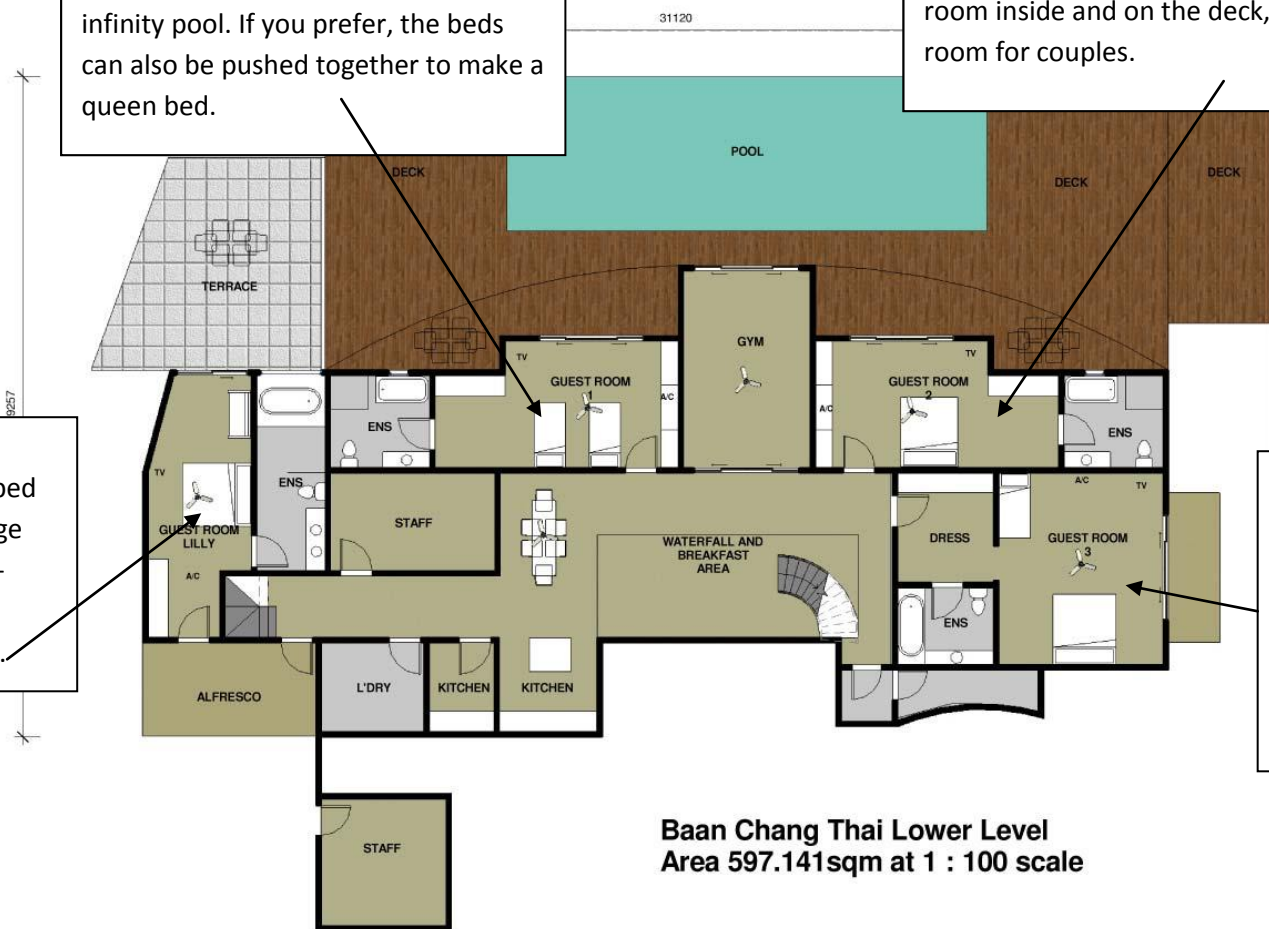 infinity pool. If you prefer, the beds
can also be pushed together to make a
queen bed.
31120
room inside and on the deck,
room for couples.
POOL
DECK
DECK
DECK
TERRACE
GYM
TV
GUEST ROOM
1
A/C
TV
GUEST ROOM
2
A/C
ENS
ENS
9257
bed
ge
.
TV
GUEST ROOM
LILLY
A/C
ENS
STAFF
WATERFALL AND
BREAKFAST
AREA
DRESS
A/C
TV
GUEST ROOM
3
ENS
ALFRESCO
L'DRY
KITCHEN
KITCHEN
STAFF
Baan Chang Thai Lower Level
Area 597.141sqm at 1 : 100 scale